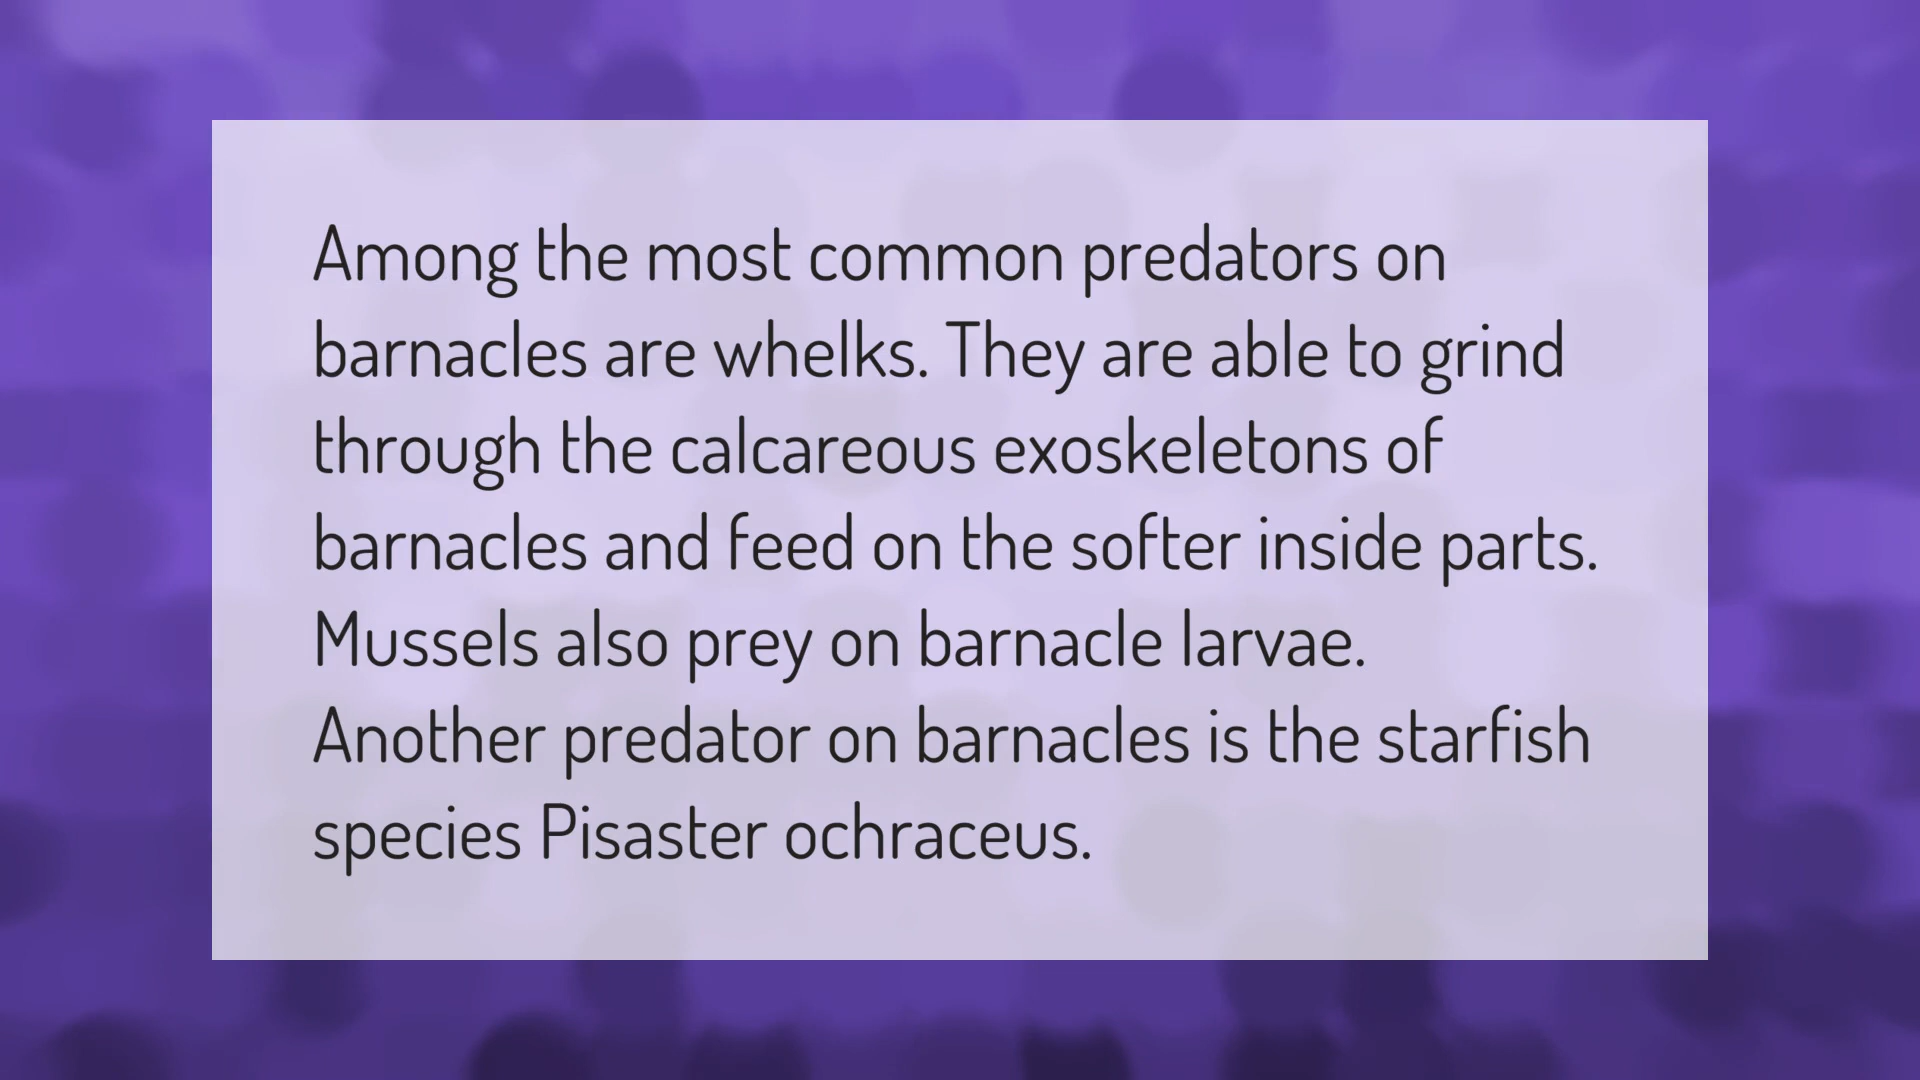 Among the most common predators on
barnacles are whelks. They are able to grind
through the calcareous exoskeletons of
barnacles and feed on the softer inside parts.
Mussels also prey on barnacle larvae.
Another predator on barnacles is the starfish
species Pisaster ochraceus.